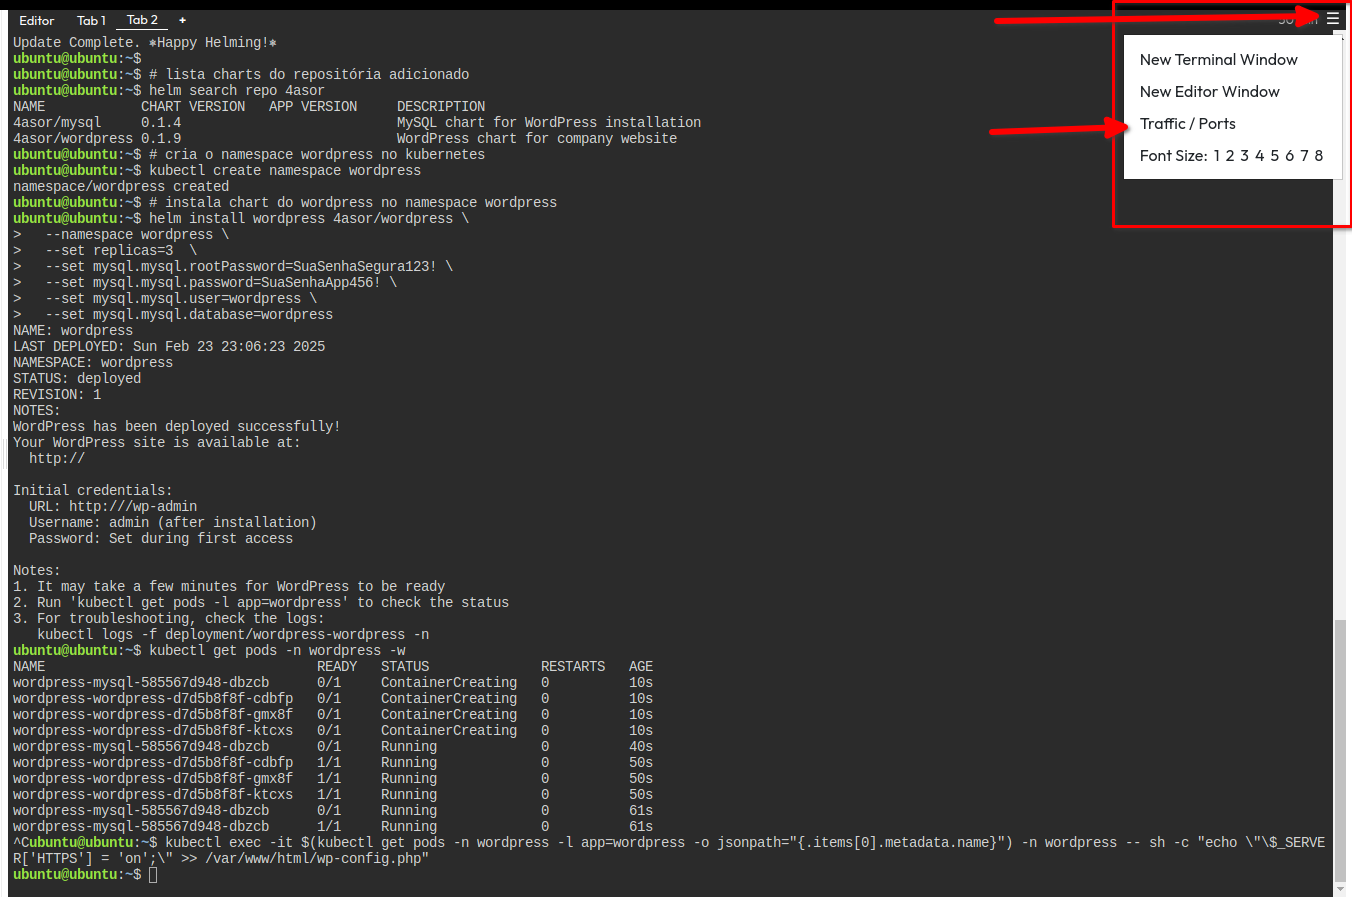 Editor Tab 1 Tab 2 +
Update Complete. ⎈Happy Helming!⎈
ubuntu@ubuntu:~$
ubuntu@ubuntu:~$ # lista charts do repositória adicionado
ubuntu@ubuntu:~$ helm search repo 4asor
NAME CHART VERSION APP VERSION DESCRIPTION
4asor/mysql 0.1.4 MySQL chart for WordPress installation
4asor/wordpress 0.1.9 WordPress chart for company website
ubuntu@ubuntu:~$ # cria o namespace wordpress no kubernetes
ubuntu@ubuntu:~$ kubectl create namespace wordpress
namespace/wordpress created
ubuntu@ubuntu:~$ # instala chart do wordpress no namespace wordpress
ubuntu@ubuntu:~$ helm install wordpress 4asor/wordpress \
> --namespace wordpress \
> --set replicas=3 \
> --set mysql.mysql.rootPassword=SuaSenhaSegura123! \
> --set mysql.mysql.password=SuaSenhaApp456! \
> --set mysql.mysql.user=wordpress \
> --set mysql.mysql.database=wordpress
NAME: wordpress
LAST DEPLOYED: Sun Feb 23 23:06:23 2025
NAMESPACE: wordpress
STATUS: deployed
REVISION: 1
NOTES:
WordPress has been deployed successfully!
Your WordPress site is available at:
http://
Initial credentials:
URL: http:///wp-admin
Username: admin (after installation)
Password: Set during first access
Notes:
1. It may take a few minutes for WordPress to be ready
2. Run 'kubectl get pods -l app=wordpress' to check the status
3. For troubleshooting, check the logs:
kubectl logs -f deployment/wordpress-wordpress -n
ubuntu@ubuntu:~$ kubectl get pods -n wordpress -w
NAME READY STATUS RESTARTS AGE
wordpress-mysql-585567d948-dbzcb 0/1 ContainerCreating 0 10s
wordpress-wordpress-d7d5b8f8f-cdbfp 0/1 ContainerCreating 0 10s
wordpress-wordpress-d7d5b8f8f-gmx8f 0/1 ContainerCreating 0 10s
wordpress-wordpress-d7d5b8f8f-ktcxs 0/1 ContainerCreating 0 10s
wordpress-mysql-585567d948-dbzcb 0/1 Running 0 40s
wordpress-wordpress-d7d5b8f8f-cdbfp 1/1 Running 0 50s
wordpress-wordpress-d7d5b8f8f-gmx8f 1/1 Running 0 50s
wordpress-wordpress-d7d5b8f8f-ktcxs 1/1 Running 0 50s
wordpress-mysql-585567d948-dbzcb 0/1 Running 0 61s
wordpress-mysql-585567d948-dbzcb 1/1 Running 0 61s
^Cubuntu@ubuntu:~$ kubectl exec -it $(kubectl get pods -n wordpress -l app=wordpress -o jsonpath="{.items[0].metadata.name}") -n wordpress -- sh -c "echo \"\$_SERVE
R['HTTPS'] = 'on';\" >> /var/www/html/wp-config.php"
ubuntu@ubuntu:~$
New Terminal Window
New Editor Window
Traffic / Ports
Font Size: 1 2 3 4 5 6 7 8